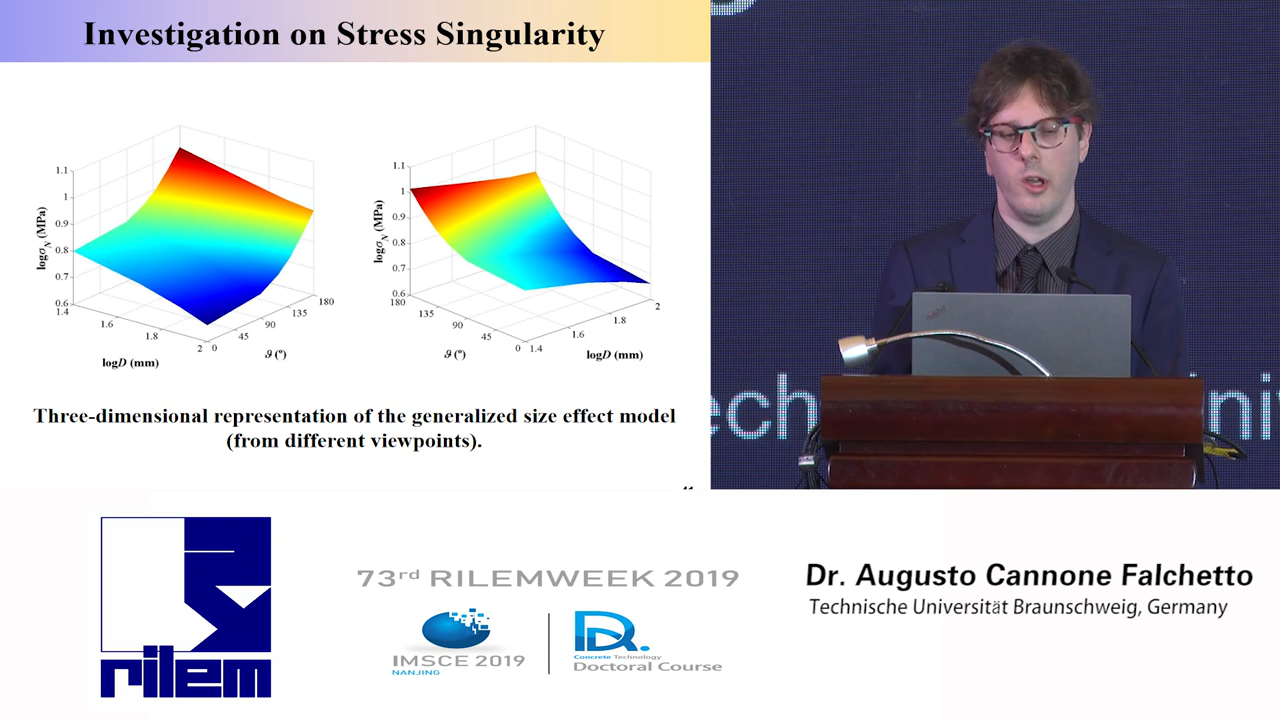 Investigation on Stress Singularity
1.1
1
0.9
0.8
0.7
0.6
logσN (MPa)
1.4
1.6
1.8
2
logD (mm)
0
45
90
135
180
ϑ (°)
1.1
1
0.9
0.8
0.7
0.6
logσN (MPa)
180
135
90
45
0
ϑ (°)
1.4
1.6
1.8
2
logD (mm)
Three-dimensional representation of the generalized size effect model
(from different viewpoints).
ech
ni
rilem
73rd RILEMWEEK 2019
IMSCE 2019
NANJING
DR.
Concrete Technology
Doctoral Course
Dr. Augusto Cannone Falchetto
Technische Universität Braunschweig, Germany